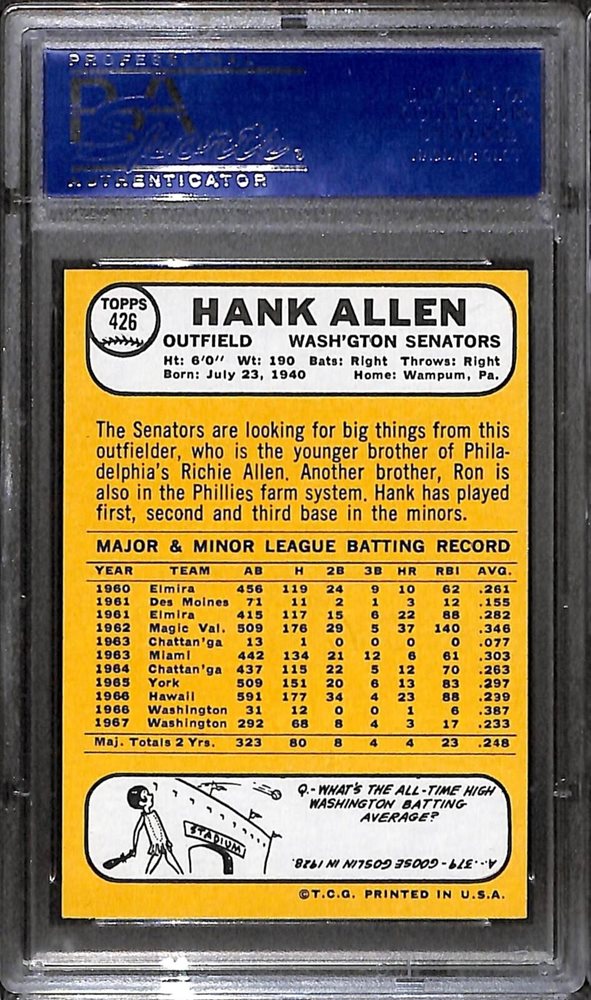 PROFESSIONAL
PSA
Sports
AUTHENTICATOR
TOPPS
426
HANK ALLEN
OUTFIELD WASH'GTON SENATORS
Ht: 6'0'' Wt: 190 Bats: Right Throws: Right
Born: July 23, 1940 Home: Wampum, Pa.
The Senators are looking for big things from this
outfielder, who is the younger brother of Phila-
delphia's Richie Allen. Another brother, Ron is
also in the Phillies farm system. Hank has played
first, second and third base in the minors.
MAJOR & MINOR LEAGUE BATTING RECORD
YEAR TEAM AB H 2B 3B HR RBI AVG.
1960 Elmira 456 119 24 9 10 62 .261
1961 Des Moines 71 11 2 1 3 12 .155
1961 Elmira 415 117 15 6 22 88 .282
1962 Magic Val. 509 176 29 5 37 140 .346
1963 Chattan'ga 13 1 0 0 0 0 .077
1963 Miami 442 134 21 12 6 61 .303
1964 Chattan'ga 437 115 22 5 12 70 .263
1965 York 509 151 20 6 13 83 .297
1966 Hawaii 591 177 34 4 23 88 .299
1966 Washington 31 12 0 0 1 6 .387
1967 Washington 292 68 8 4 3 17 .233
Maj. Totals 2 Yrs. 323 80 8 4 4 23 .248
STADIUM
Q.-WHAT'S THE ALL-TIME HIGH
WASHINGTON BATTING
AVERAGE?
A..379 - GOOSE GOSLIN IN 1928.
©T.C.G. PRINTED IN U.S.A.